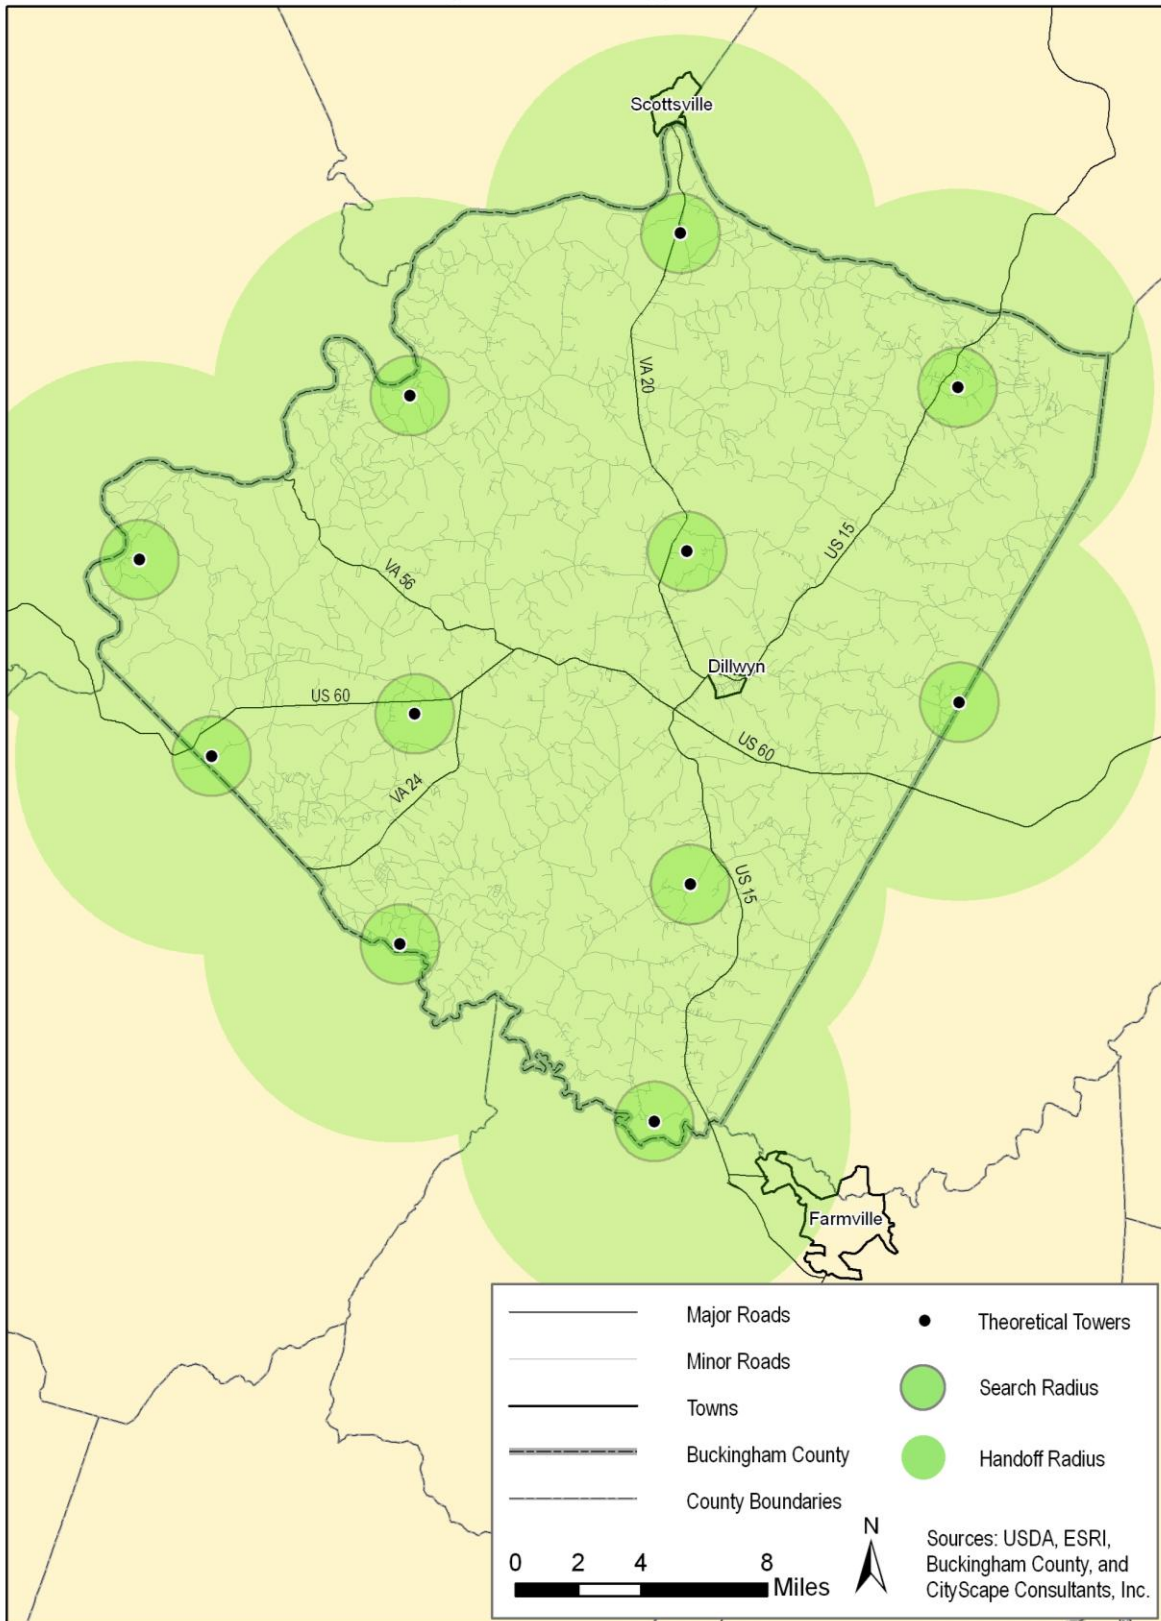 Scottsville
VA 20
US 15
VA 56
Dillwyn
US 60
US 60
VA 24
US 15
Farmville
Major Roads
Minor Roads
Towns
Buckingham County
County Boundaries
Theoretical Towers
Search Radius
Handoff Radius
0 2 4 8
Miles
N
Sources: USDA, ESRI,
Buckingham County, and
CityScape Consultants, Inc.